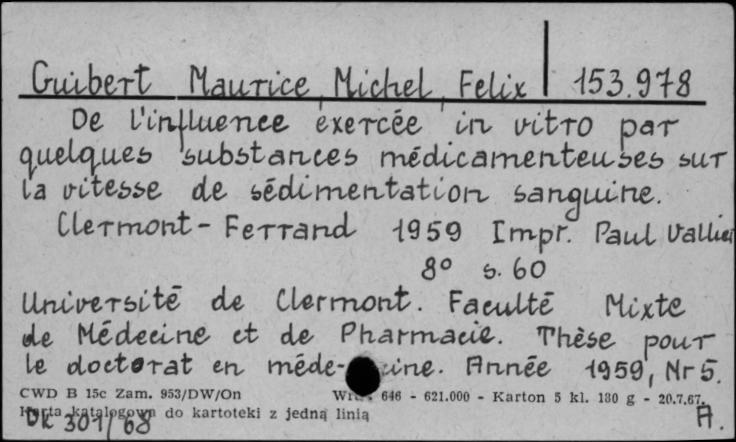 Guibert Maurice, Michel, Felix 153.978
De l'influence exercée in vitro par
quelques substances médicamenteuses sur
la vitesse de sédimentation sanguine.
Clermont-Ferrand 1959 Impr. Paul Vallier
8° s. 60
Université de Clermont. Faculté Mixte
de Médecine et de Pharmacie. Thèse pour
le doctorat en méde- cine. Année 1959, Nr 5.
CWD B 15c Zam. 953/DW/On 646 - 621.000 - Karton 5 kl. 180 g - 20.7.67.
Karta katalogowa do kartoteki z jedną linią
Dk 301/68 A.